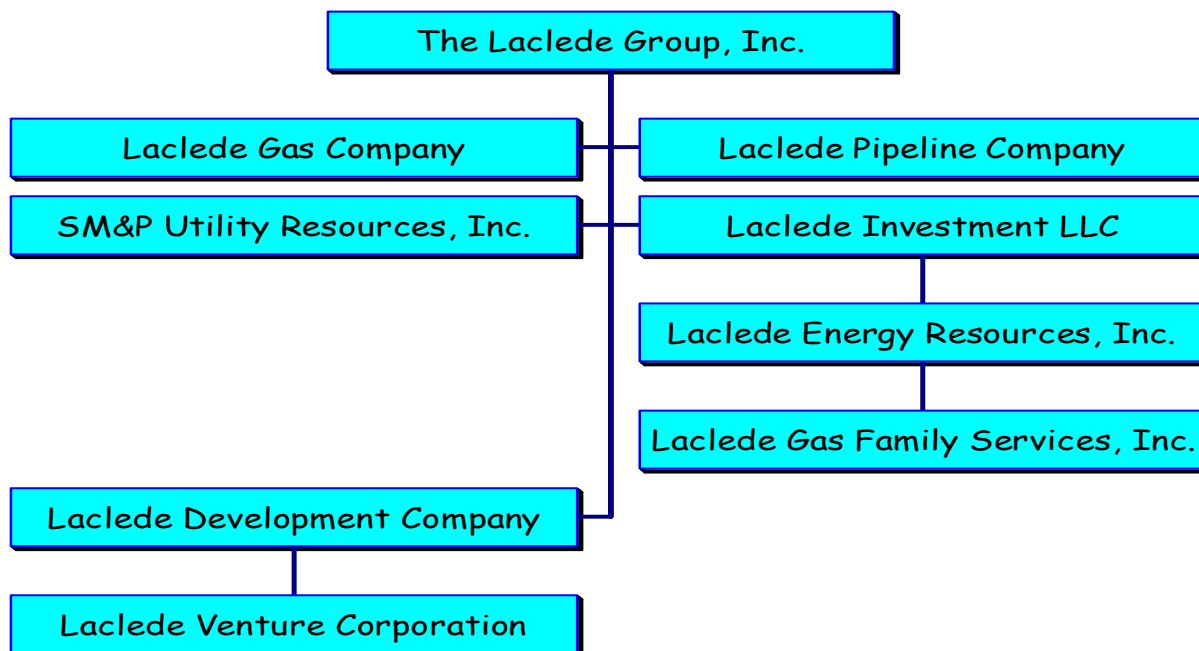 The Laclede Group, Inc.
Laclede Gas Company
Laclede Pipeline Company
SM&P Utility Resources, Inc.
Laclede Investment LLC
Laclede Energy Resources, Inc.
Laclede Gas Family Services, Inc.
Laclede Development Company
Laclede Venture Corporation